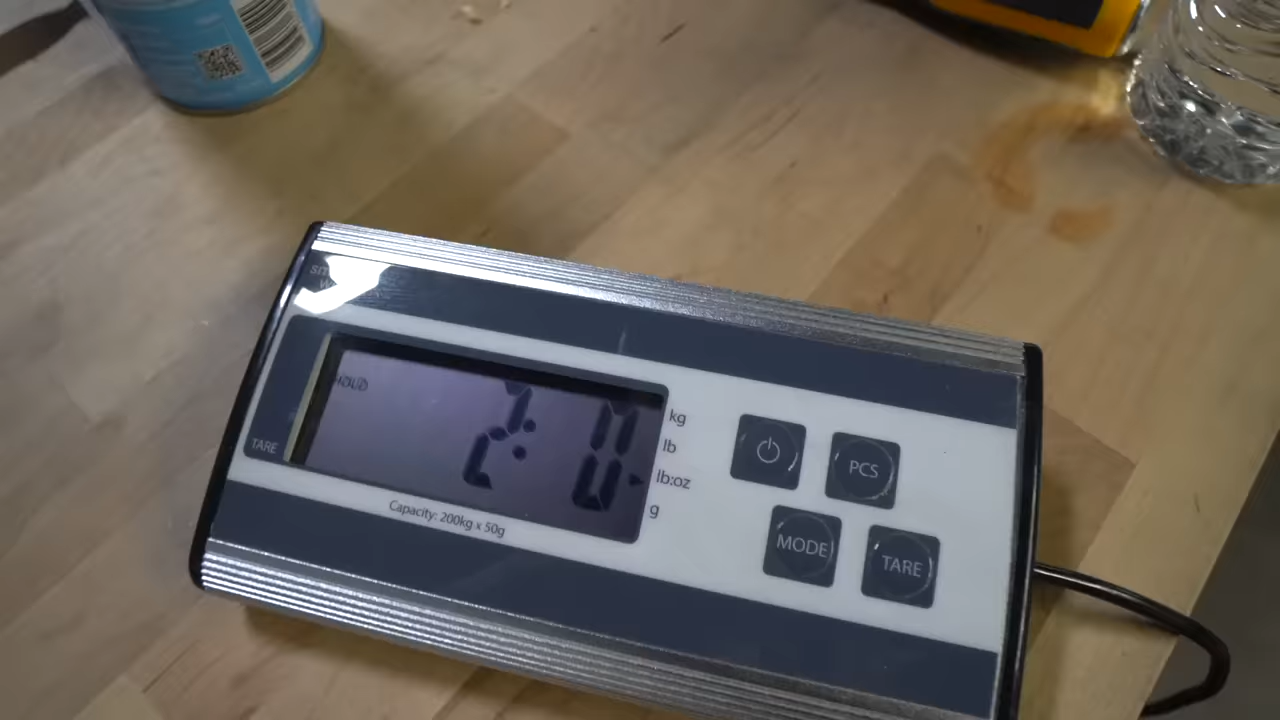 HOLD
2: 0
TARE
kg
lb
lb:oz
g
Capacity: 200kg x 50g
PCS
MODE
TARE